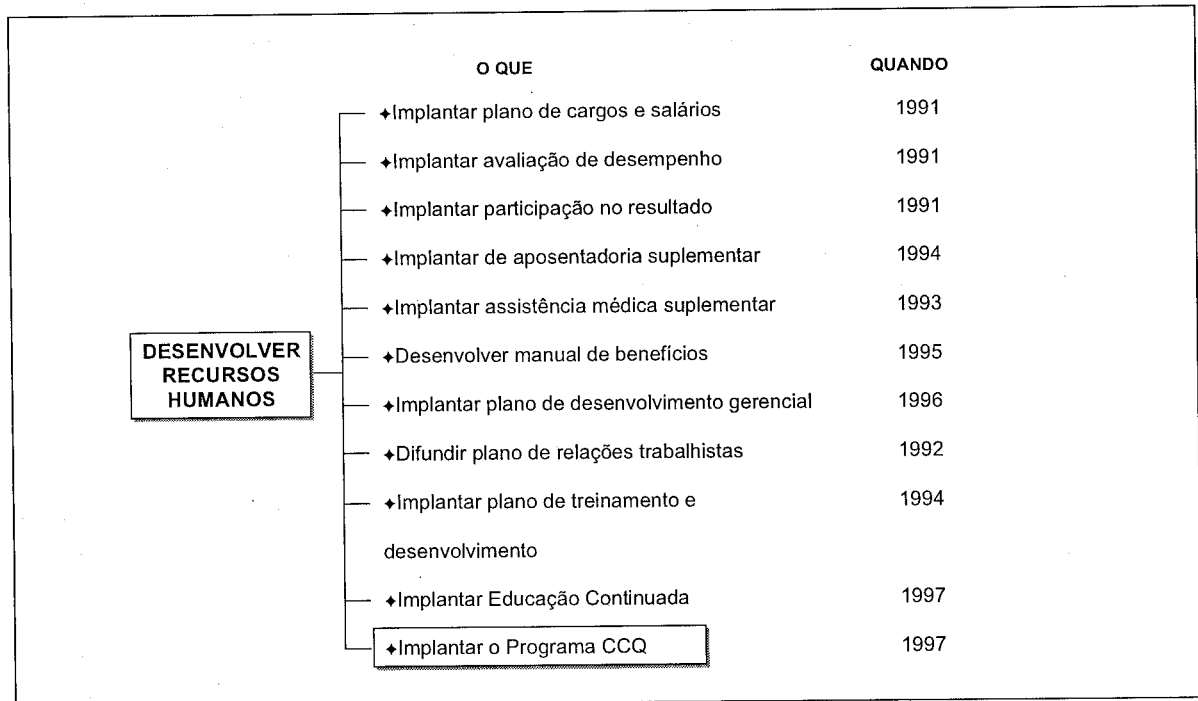 O QUE QUANDO
✦Implantar plano de cargos e salários 1991
✦Implantar avaliação de desempenho 1991
✦Implantar participação no resultado 1991
✦Implantar de aposentadoria suplementar 1994
✦Implantar assistência médica suplementar 1993
DESENVOLVER
RECURSOS
HUMANOS
✦Desenvolver manual de benefícios 1995
✦Implantar plano de desenvolvimento gerencial 1996
✦Difundir plano de relações trabalhistas 1992
✦Implantar plano de treinamento e 1994
desenvolvimento
✦Implantar Educação Continuada 1997
✦Implantar o Programa CCQ 1997